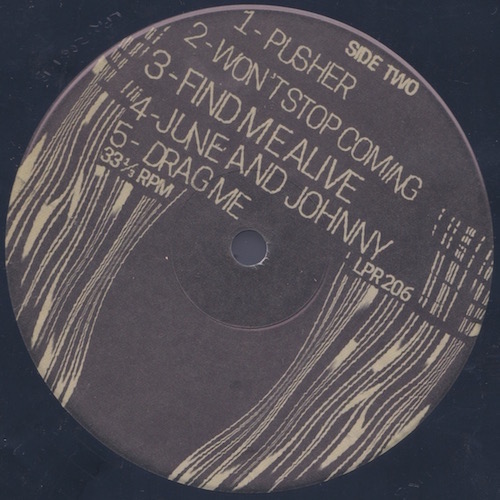 SIDE TWO
1 - PUSHER
2 - WON'T STOP COMING
3 - FIND ME ALIVE
4 - JUNE AND JOHNNY
5 - DRAG ME
33⅓ RPM
LPR 206